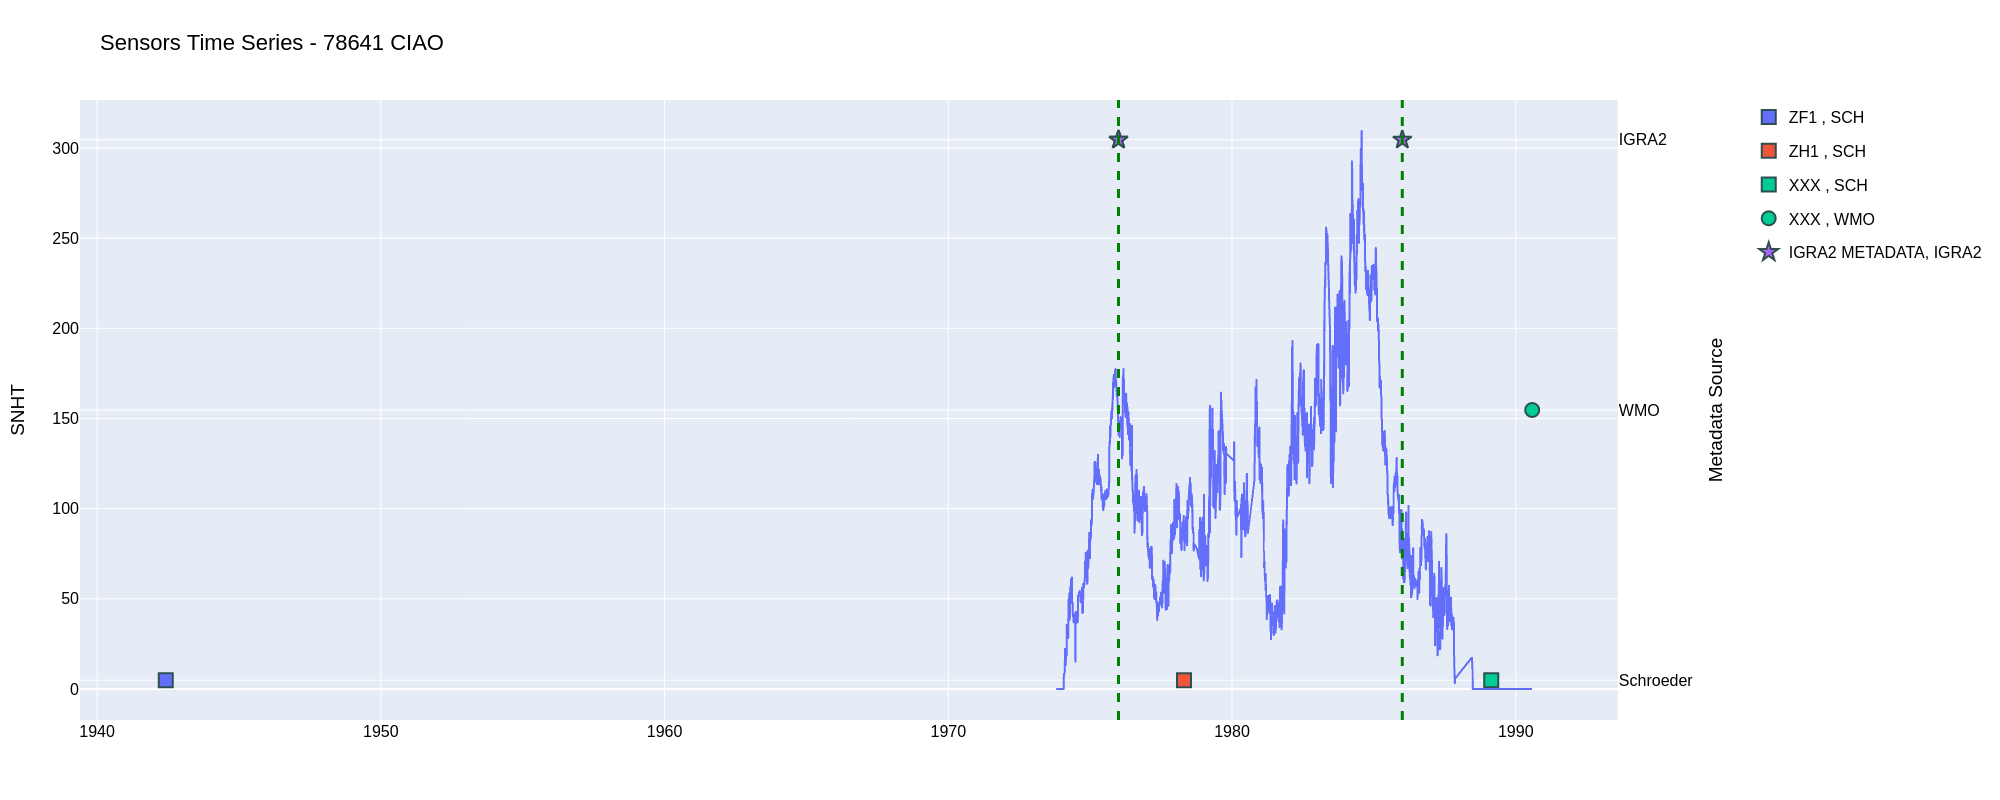 Sensors Time Series - 78641 CIAO
SNHT
300
250
200
150
100
50
0
1940
1950
1960
1970
1980
1990
IGRA2
WMO
Schroeder
Metadata Source
ZF1 , SCH
ZH1 , SCH
XXX , SCH
XXX , WMO
IGRA2 METADATA, IGRA2